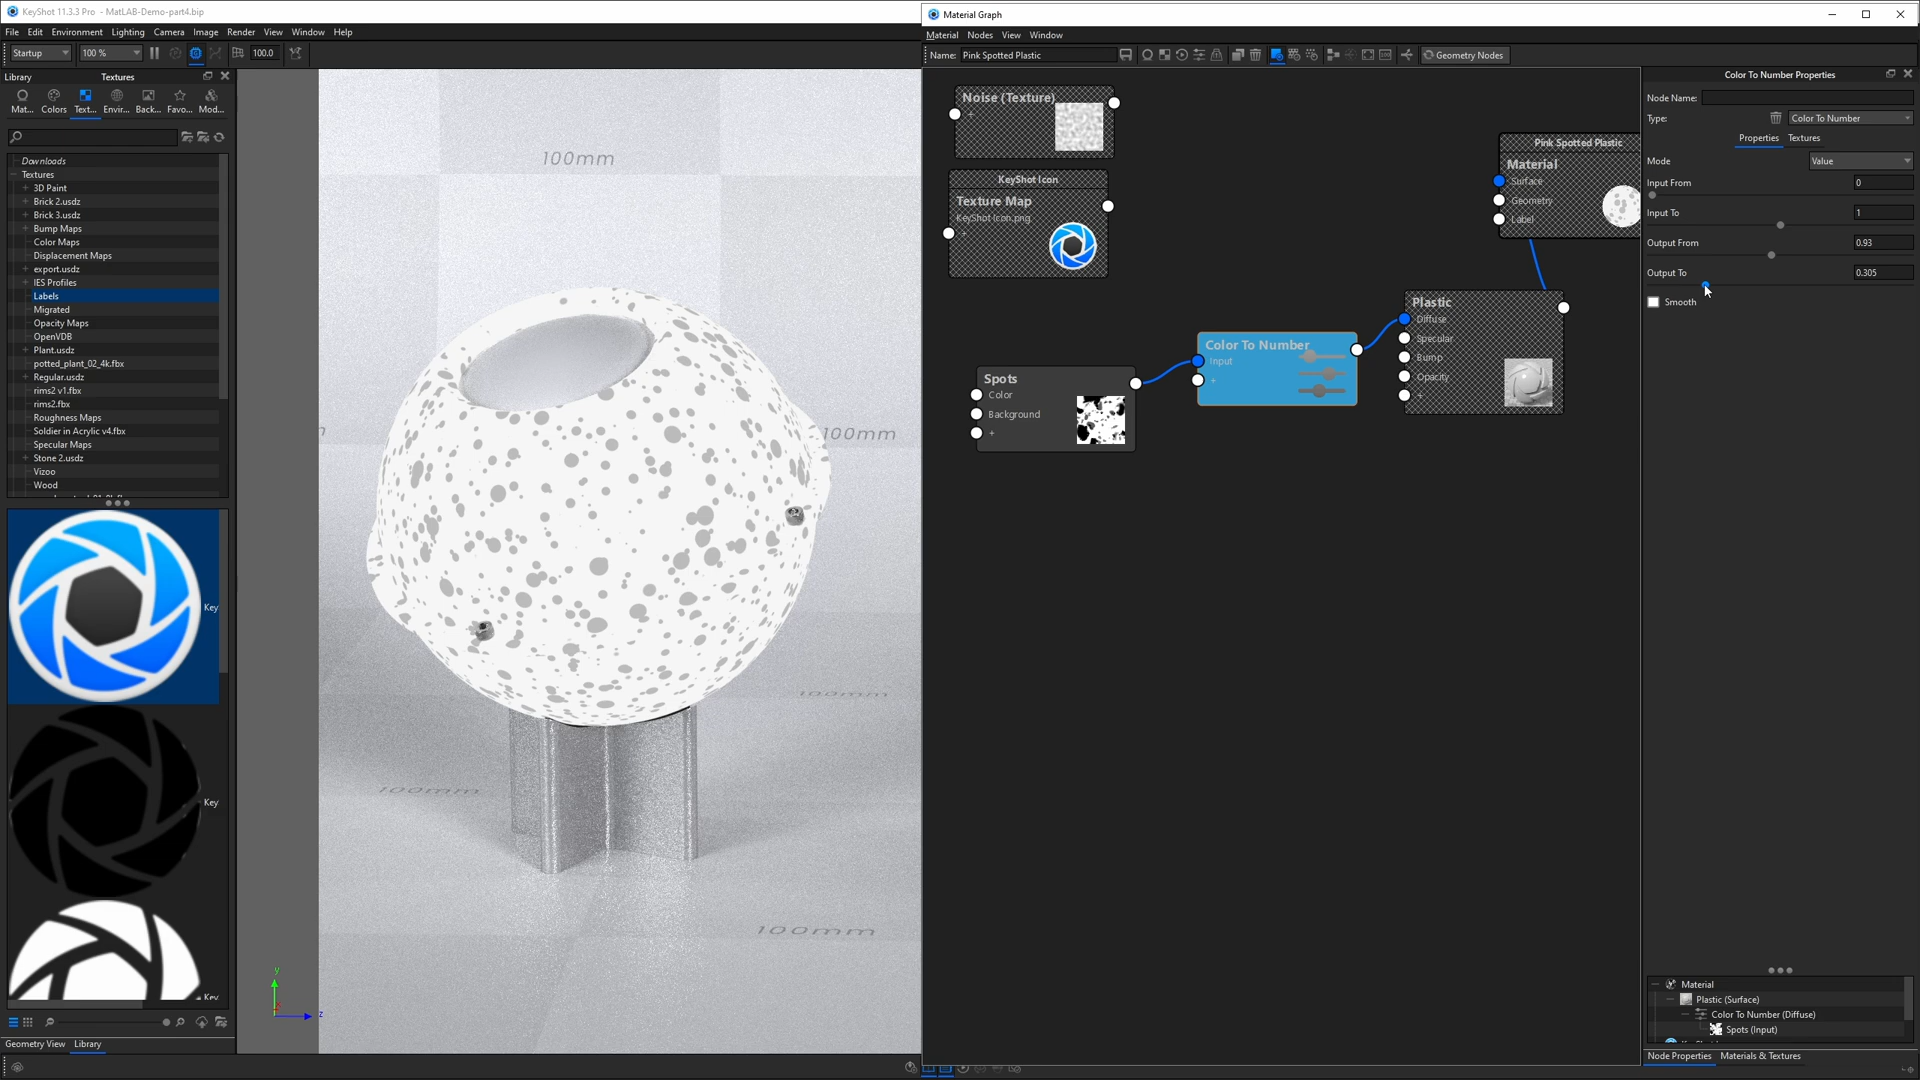 KeyShot 11.3.3 Pro - MatLAB-Demo-part4.bip
File Edit Environment Lighting Camera Image Render View Window Help
Startup 100 % 100.0
Library Textures
Mat... Colors Text... Envir... Back... Favo... Mod...
Downloads
Textures
3D Paint
Brick 2.usdz
Brick 3.usdz
Bump Maps
Color Maps
Displacement Maps
export.usdz
IES Profiles
Labels
Migrated
Opacity Maps
OpenVDB
Plant.usdz
potted_plant_02_4k.fbx
Regular.usdz
rims2 v1.fbx
rims2.fbx
Roughness Maps
Soldier in Acrylic v4.fbx
Specular Maps
Stone 2.usdz
Vizoo
Wood
Key
Key
Key
Geometry View Library
100mm
100mm
100mm
100mm
100mm
y
z
Material Graph
Material Nodes View Window
Name: Pink Spotted Plastic Geometry Nodes
Noise (Texture)
+
KeyShot Icon
Texture Map
KeyShot Icon.png
+
Spots
Color
Background
+
Color To Number
Input
+
Plastic
Diffuse
Specular
Bump
Opacity
+
Pink Spotted Plastic
Material
Surface
Geometry
Label
Color To Number Properties
Node Name:
Type: Color To Number
Properties Textures
Mode Value
Input From 0
Input To 1
Output From 0.93
Output To 0.305
Smooth
Material
Plastic (Surface)
Color To Number (Diffuse)
Spots (Input)
Node Properties Materials & Textures